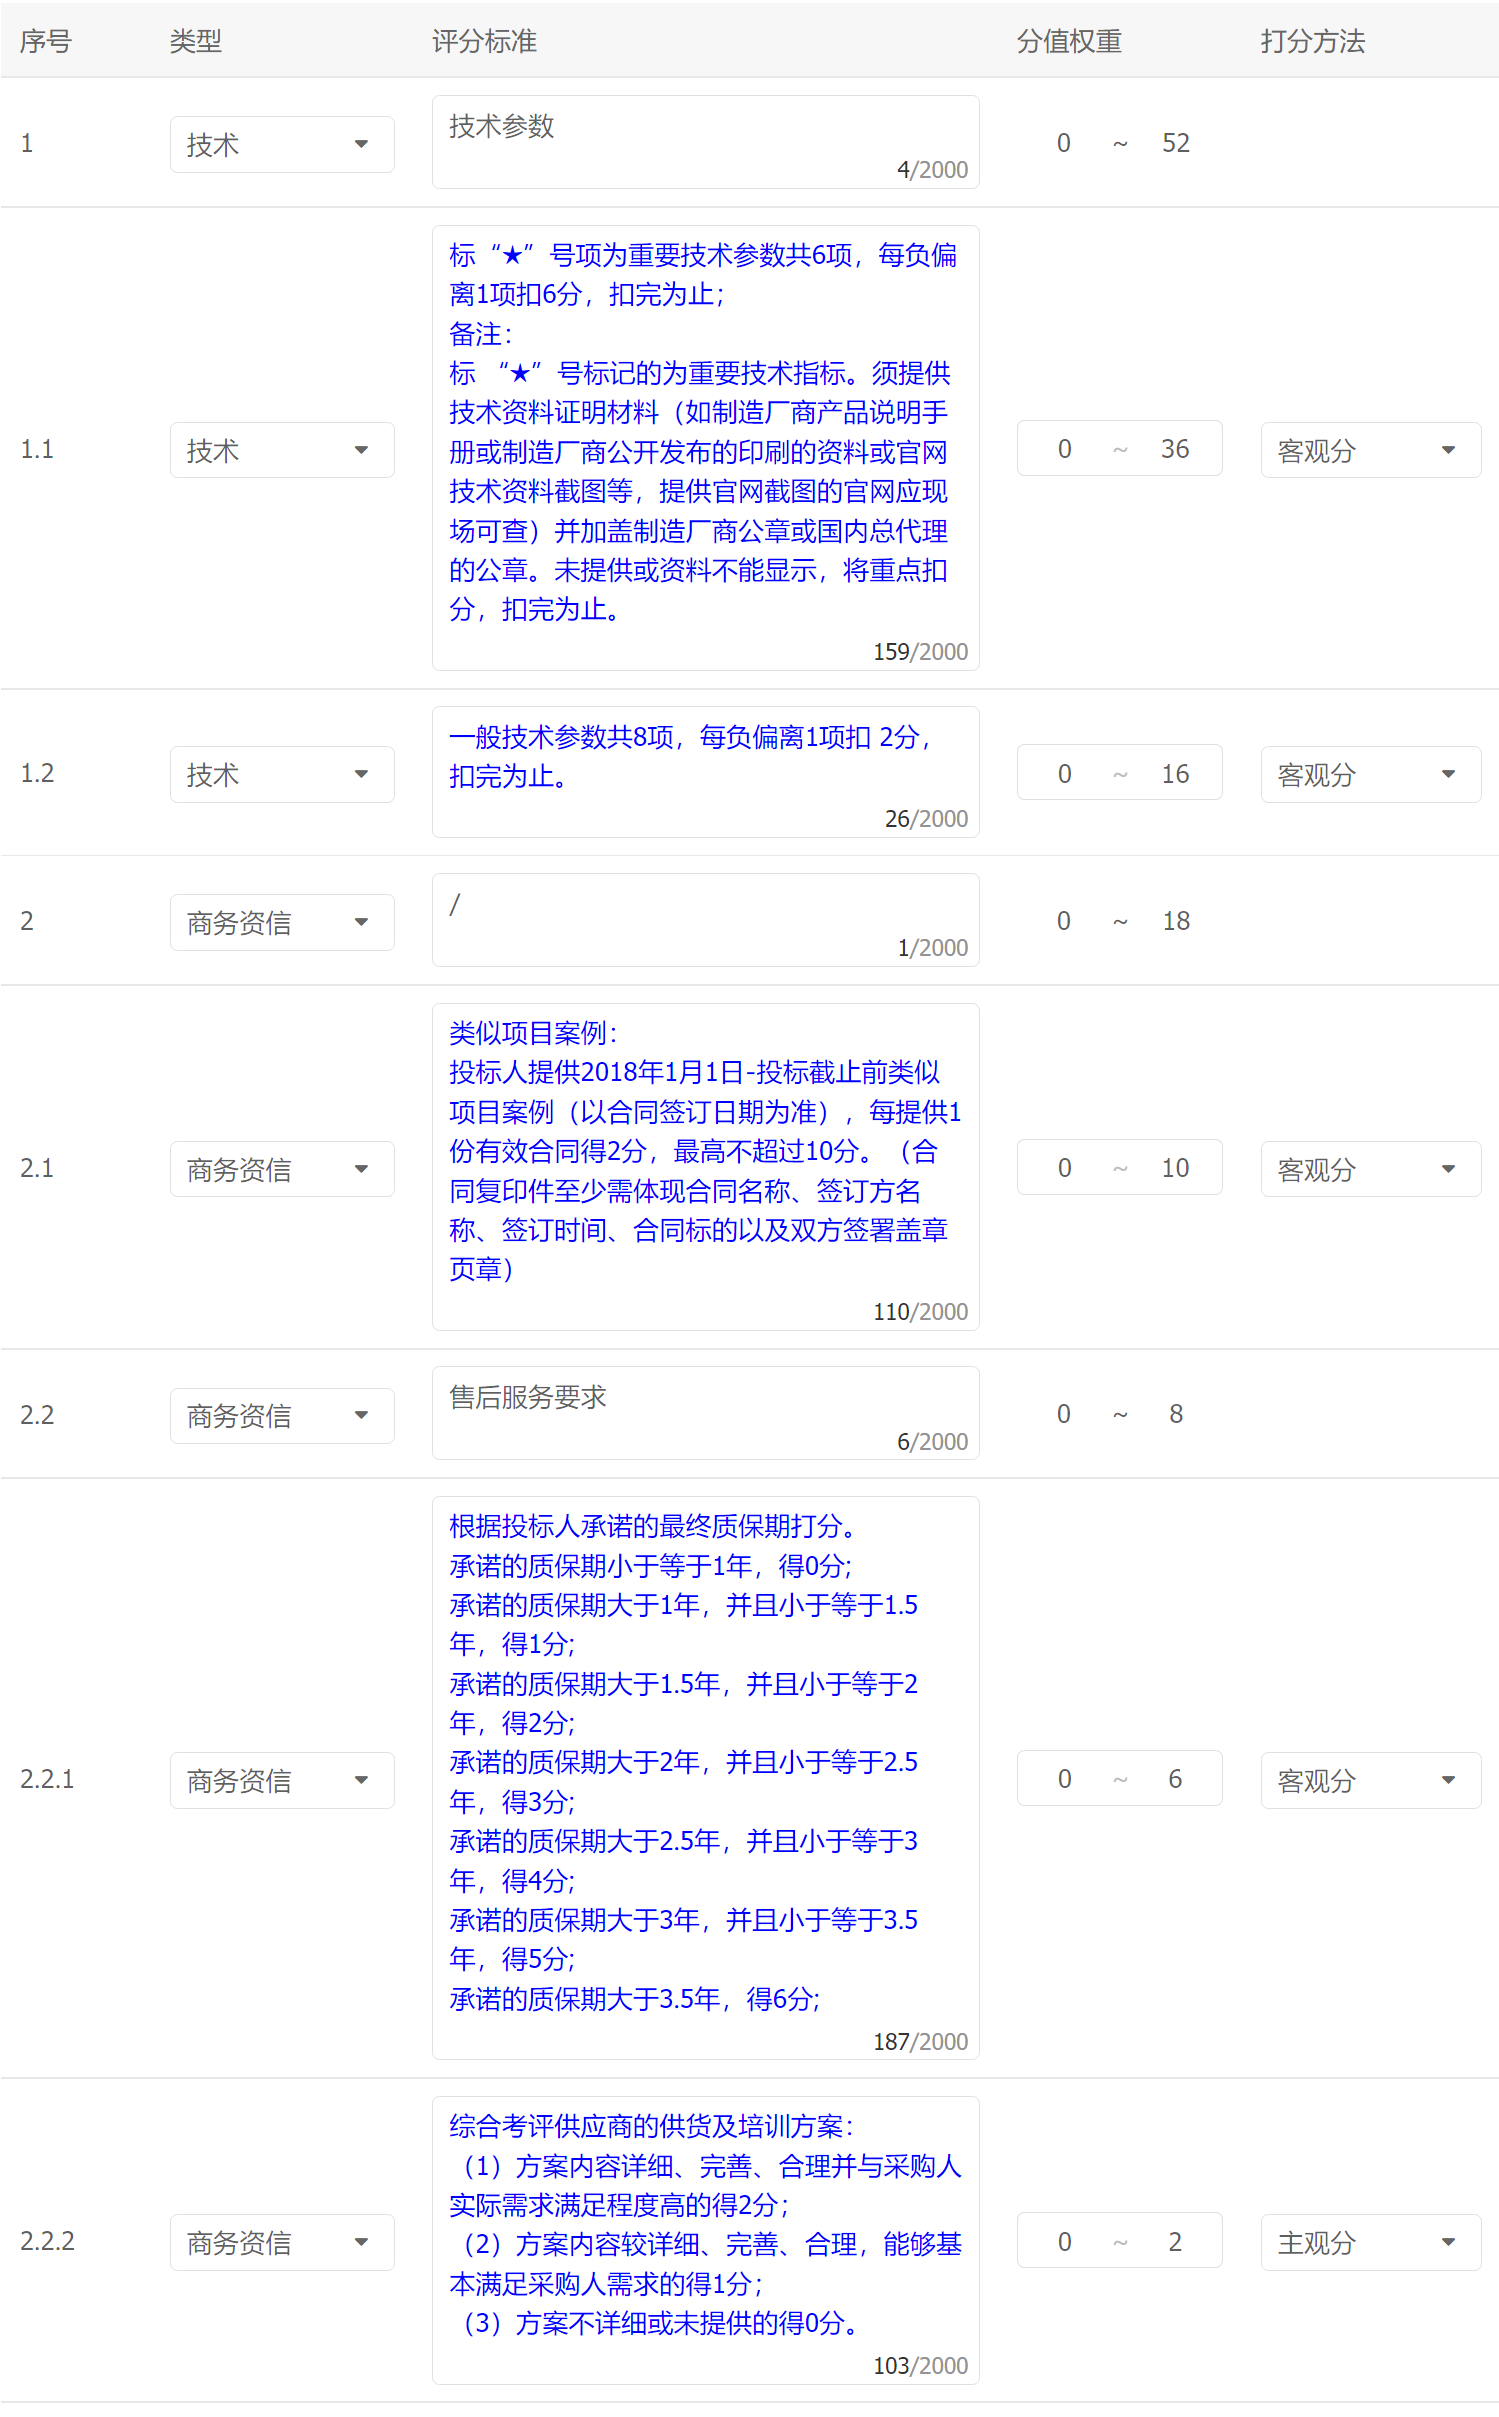 序号 类型 评分标准 分值权重 打分方法
1 技术 技术参数 0 ~ 52
4/2000
标“★”号项为重要技术参数共6项，每负偏
离1项扣6分，扣完为止；
备注：
标 “★”号标记的为重要技术指标。须提供
技术资料证明材料（如制造厂商产品说明手
册或制造厂商公开发布的印刷的资料或官网
1.1 技术 0 ~ 36 客观分
技术资料截图等，提供官网截图的官网应现
场可查）并加盖制造厂商公章或国内总代理
的公章。未提供或资料不能显示，将重点扣
分，扣完为止。
159/2000
一般技术参数共8项，每负偏离1项扣 2分，
1.2 技术 扣完为止。 0 ~ 16 客观分
26/2000
2 商务资信 / 0 ~ 18
1/2000
类似项目案例：
投标人提供2018年1月1日-投标截止前类似
项目案例（以合同签订日期为准），每提供1
份有效合同得2分，最高不超过10分。（合
2.1 商务资信 0 ~ 10 客观分
同复印件至少需体现合同名称、签订方名
称、签订时间、合同标的以及双方签署盖章
页章）
110/2000
2.2 商务资信 售后服务要求 0 ~ 8
6/2000
根据投标人承诺的最终质保期打分。
承诺的质保期小于等于1年，得0分；
承诺的质保期大于1年，并且小于等于1.5
年，得1分；
承诺的质保期大于1.5年，并且小于等于2
年，得2分；
承诺的质保期大于2年，并且小于等于2.5
2.2.1 商务资信 0 ~ 6 客观分
年，得3分；
承诺的质保期大于2.5年，并且小于等于3
年，得4分；
承诺的质保期大于3年，并且小于等于3.5
年，得5分；
承诺的质保期大于3.5年，得6分；
187/2000
综合考评供应商的供货及培训方案：
（1）方案内容详细、完善、合理并与采购人
实际需求满足程度高的得2分；
（2）方案内容较详细、完善、合理，能够基
2.2.2 商务资信 0 ~ 2 主观分
本满足采购人需求的得1分；
（3）方案不详细或未提供的得0分。
103/2000